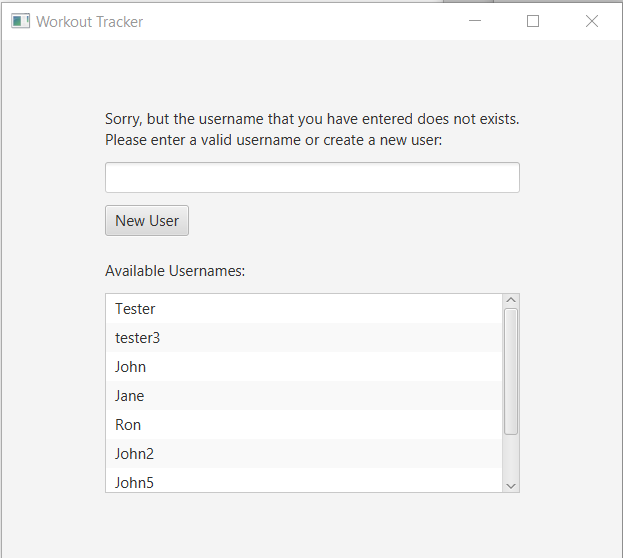 Workout Tracker
Sorry, but the username that you have entered does not exists.
Please enter a valid username or create a new user:
New User
Available Usernames:
Tester
tester3
John
Jane
Ron
John2
John5